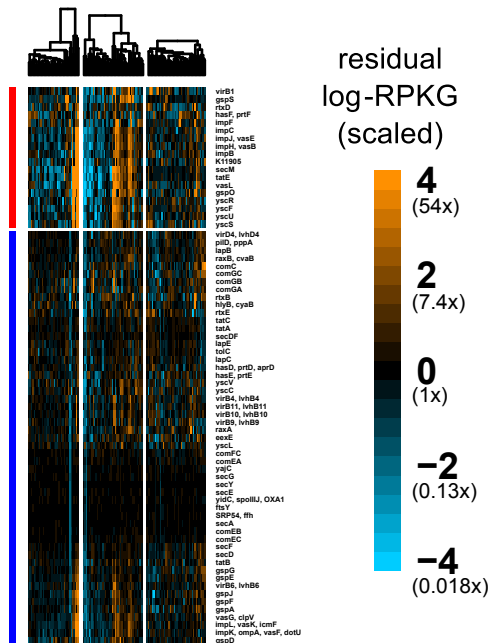 residual
log-RPKG
(scaled)
virB1
gspS
rtxD
hasF, prtF
impF
impC
impJ, vasE
impH, vasB
impB
K11905
secM
tatE
vasL
gspO
yscR
yscF
yscU
yscS
virD4, lvhD4
pilD, pppA
lapB
raxB, cvaB
comC
comGC
comGB
comGA
rtxB
hlyB, cyaB
rtxE
tatC
tatA
secDF
lapE
tolC
lapC
hasD, prtD, aprD
hasE, prtE
yscV
yscC
virB4, lvhB4
virB11, lvhB11
virB10, lvhB10
virB9, lvhB9
raxA
eexE
yscL
comFC
comEA
yajC
secG
secY
secE
yidC, spoIIIJ, OXA1
ftsY
SRP54, ffh
secA
comEB
comEC
secF
secD
tatB
gspG
gspE
virB6, lvhB6
gspJ
gspF
gspA
vasG, clpV
impL, vasK, icmF
impK, ompA, vasF, dotU
gspD
4
(54x)
2
(7.4x)
0
(1x)
−2
(0.13x)
−4
(0.018x)